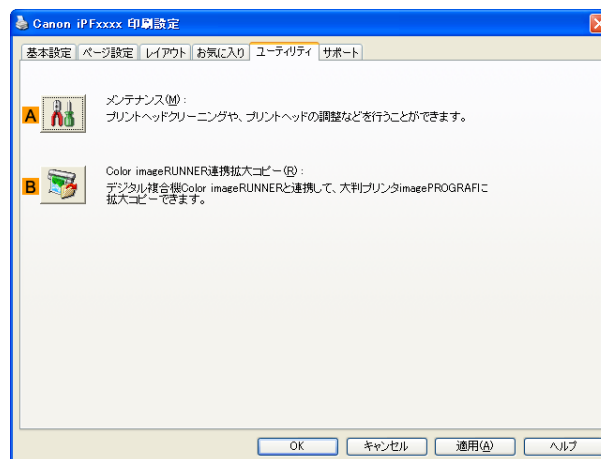 Canon iPFxxxx 印刷設定
基本設定 ページ設定 レイアウト お気に入り ユーティリティ サポート
A
メンテナンス(M):
プリントヘッドクリーニングや、プリントヘッドの調整などを行うことができます。
B
Color imageRUNNER連携拡大コピー(R):
デジタル複合機Color imageRUNNERと連携して、大判プリンタimagePROGRAFに
拡大コピーできます。
OK キャンセル 適用(A) ヘルプ